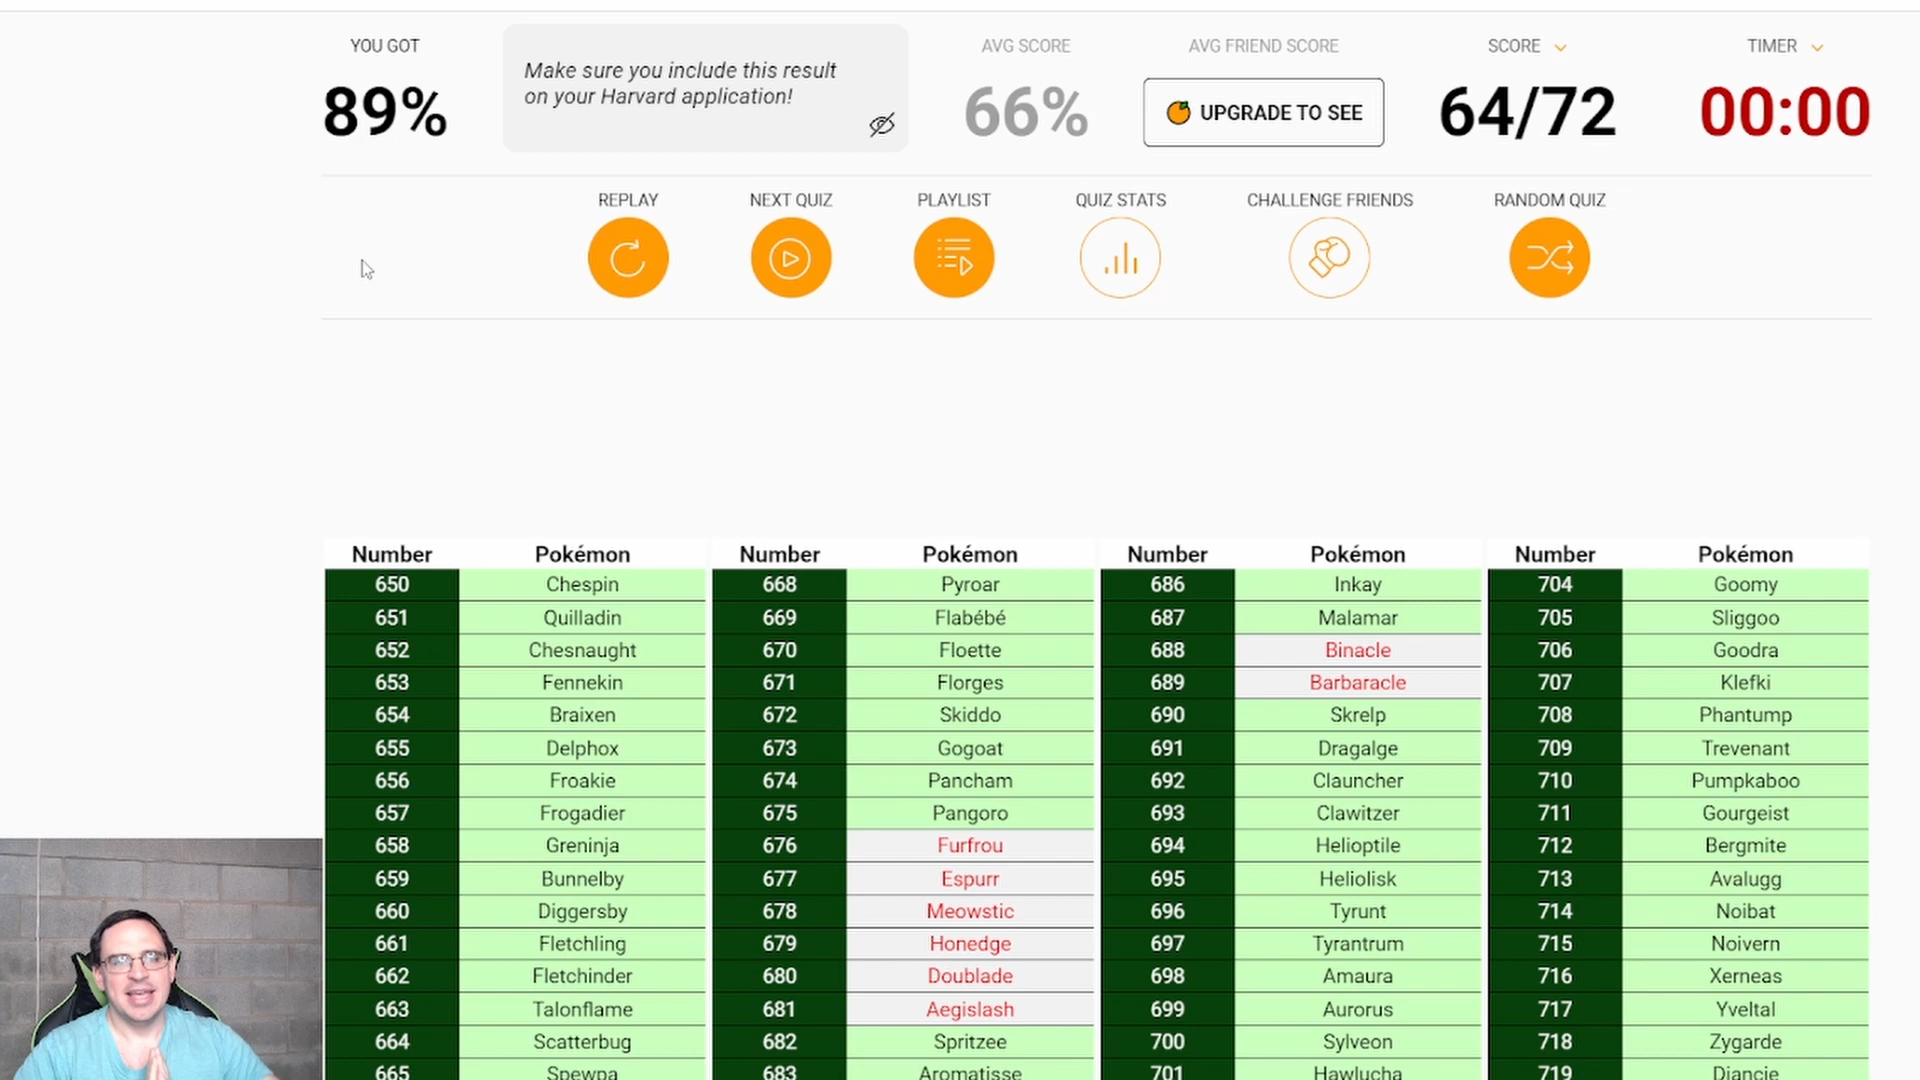 YOU GOT
89%
Make sure you include this result
on your Harvard application!
AVG SCORE
66%
AVG FRIEND SCORE
UPGRADE TO SEE
SCORE
64/72
TIMER
00:00
REPLAY NEXT QUIZ PLAYLIST QUIZ STATS CHALLENGE FRIENDS RANDOM QUIZ
Number Pokémon Number Pokémon Number Pokémon Number Pokémon
650 Chespin 668 Pyroar 686 Inkay 704 Goomy
651 Quilladin 669 Flabébé 687 Malamar 705 Sliggoo
652 Chesnaught 670 Floette 688 Binacle 706 Goodra
653 Fennekin 671 Florges 689 Barbaracle 707 Klefki
654 Braixen 672 Skiddo 690 Skrelp 708 Phantump
655 Delphox 673 Gogoat 691 Dragalge 709 Trevenant
656 Froakie 674 Pancham 692 Clauncher 710 Pumpkaboo
657 Frogadier 675 Pangoro 693 Clawitzer 711 Gourgeist
658 Greninja 676 Furfrou 694 Helioptile 712 Bergmite
659 Bunnelby 677 Espurr 695 Heliolisk 713 Avalugg
660 Diggersby 678 Meowstic 696 Tyrunt 714 Noibat
661 Fletchling 679 Honedge 697 Tyrantrum 715 Noivern
662 Fletchinder 680 Doublade 698 Amaura 716 Xerneas
663 Talonflame 681 Aegislash 699 Aurorus 717 Yveltal
664 Scatterbug 682 Spritzee 700 Sylveon 718 Zygarde
665 Spewpa 683 Aromatisse 701 Hawlucha 719 Diancie